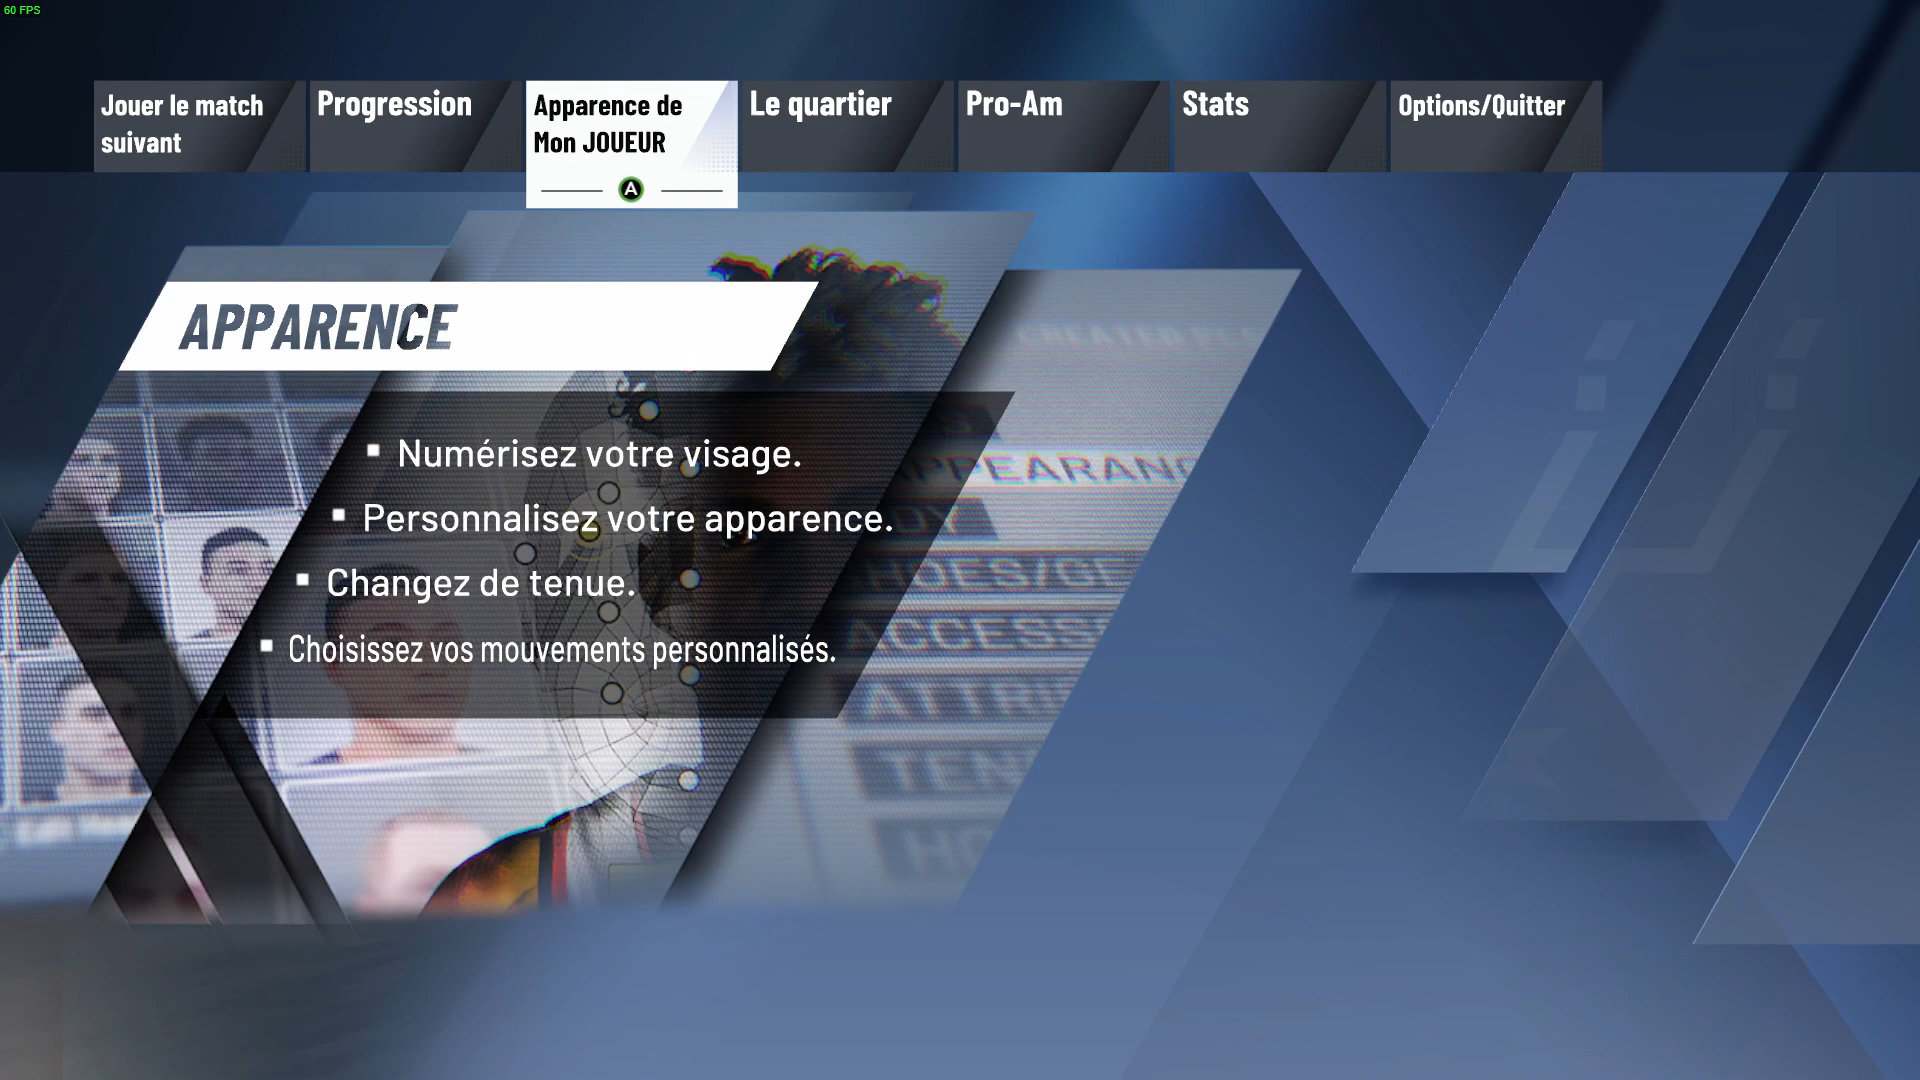 60 FPS
Jouer le match
suivant
Progression
Apparence de
Mon JOUEUR
A
Le quartier
Pro-Am
Stats
Options/Quitter
APPARENCE
Numérisez votre visage.
Personnalisez votre apparence.
Changez de tenue.
Choisissez vos mouvements personnalisés.